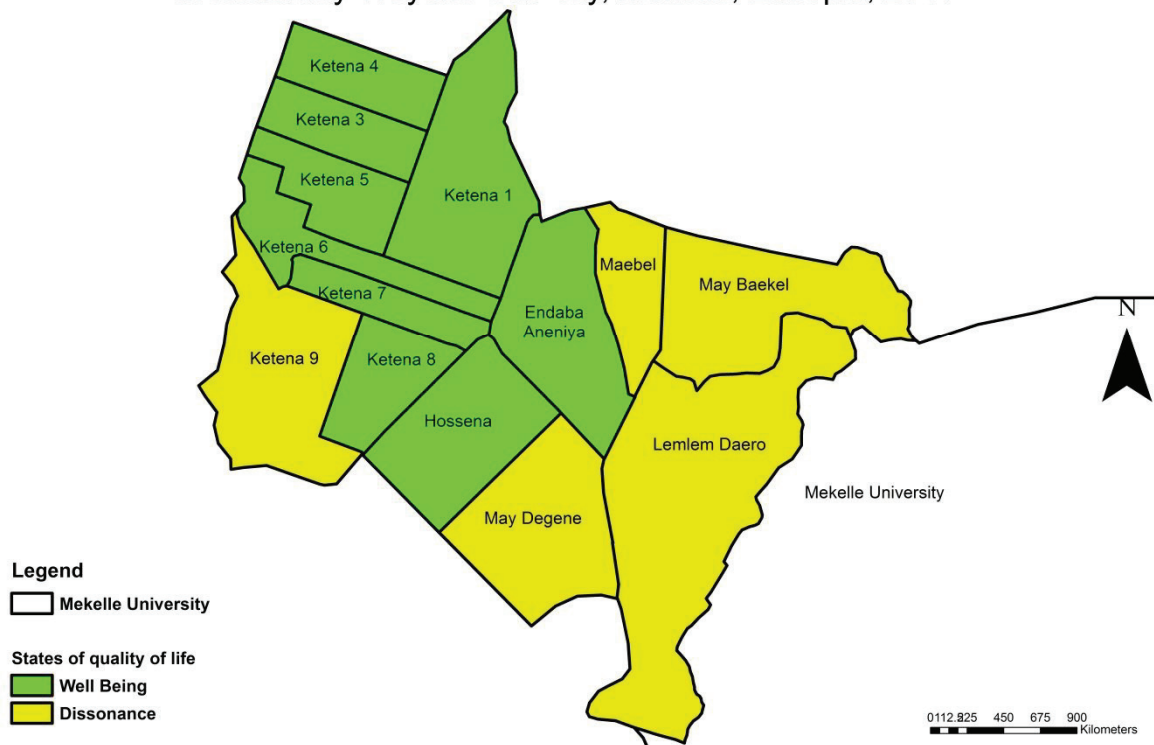 Ketena 4
Ketena 3
Ketena 5
Ketena 1
Ketena 6
Maebel
May Baekel
Ketena 7
N
Endaba
Aneniya
Ketena 9
Ketena 8
Hossena
Lemlem Daero
Mekelle University
May Degene
Legend
Mekelle University
States of quality of life
Well Being
Dissonance
450 675 900
Kilometers